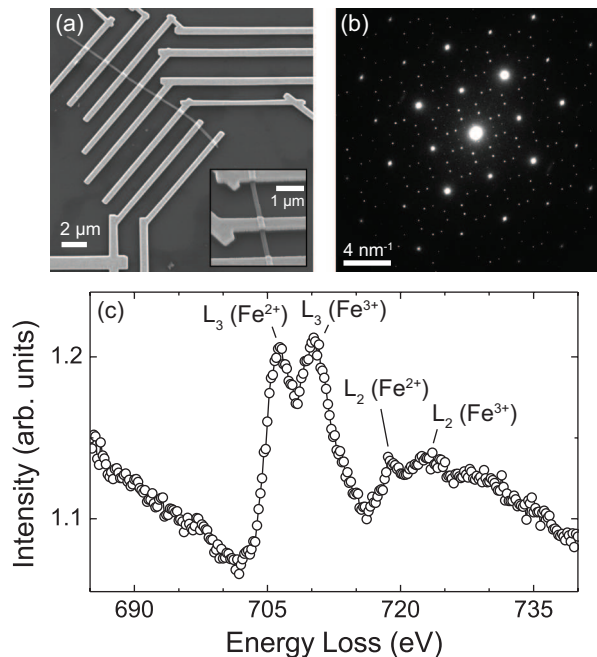 (a)
2 μm
1 μm
(b)
4 nm⁻¹
(c)
L₃ (Fe²⁺)
L₃ (Fe³⁺)
L₂ (Fe²⁺)
L₂ (Fe³⁺)
1.2
1.1
Intensity (arb. units)
690
705
720
735
Energy Loss (eV)